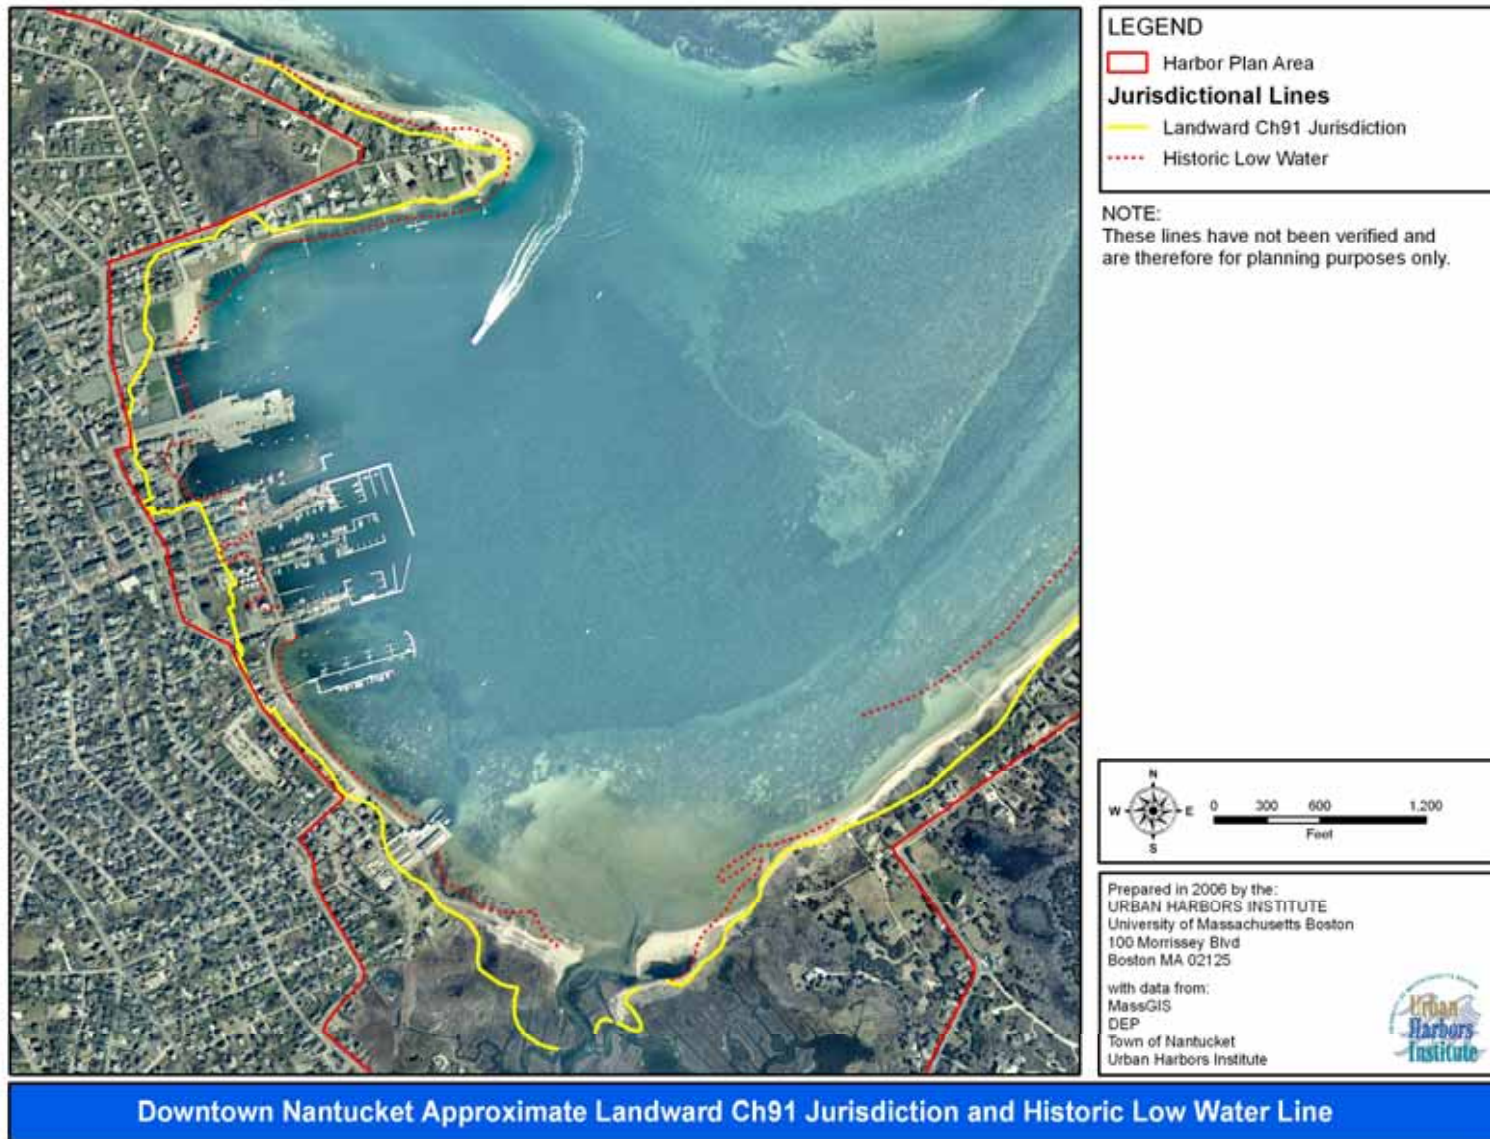 LEGEND
Harbor Plan Area
Jurisdictional Lines
Landward Ch91 Jurisdiction
Historic Low Water
NOTE:
These lines have not been verified and
are therefore for planning purposes only.
N
W E
S
0 300 600 1,200
Feet
Prepared in 2006 by the:
URBAN HARBORS INSTITUTE
University of Massachusetts Boston
100 Morrissey Blvd
Boston MA 02125
with data from:
MassGIS
DEP
Town of Nantucket
Urban Harbors Institute
Urban
Harbors
Institute
Downtown Nantucket Approximate Landward Ch91 Jurisdiction and Historic Low Water Line